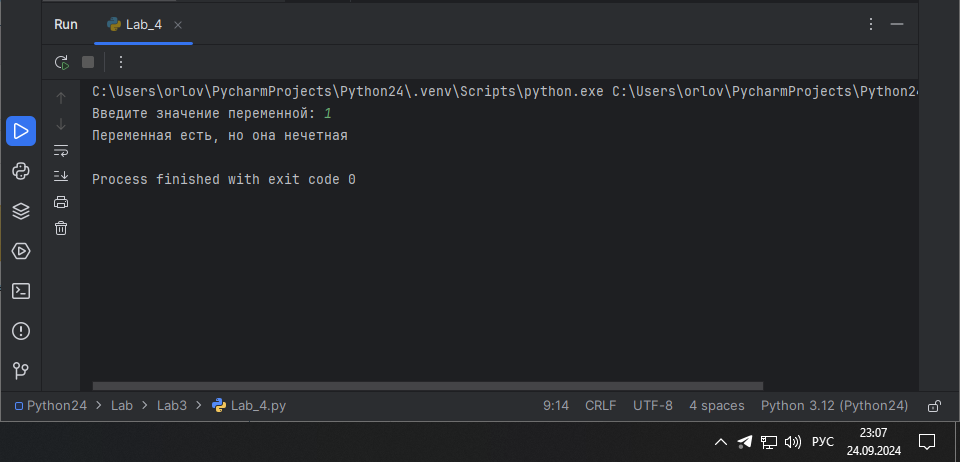 Run Lab_4
C:\Users\orlov\PycharmProjects\Python24\.venv\Scripts\python.exe C:\Users\orlov\PycharmProjects\Python24
Введите значение переменной: 1
Переменная есть, но она нечетная
Process finished with exit code 0
Python24 Lab Lab3 Lab_4.py 9:14 CRLF UTF-8 4 spaces Python 3.12 (Python24)
РУС 23:07
24.09.2024